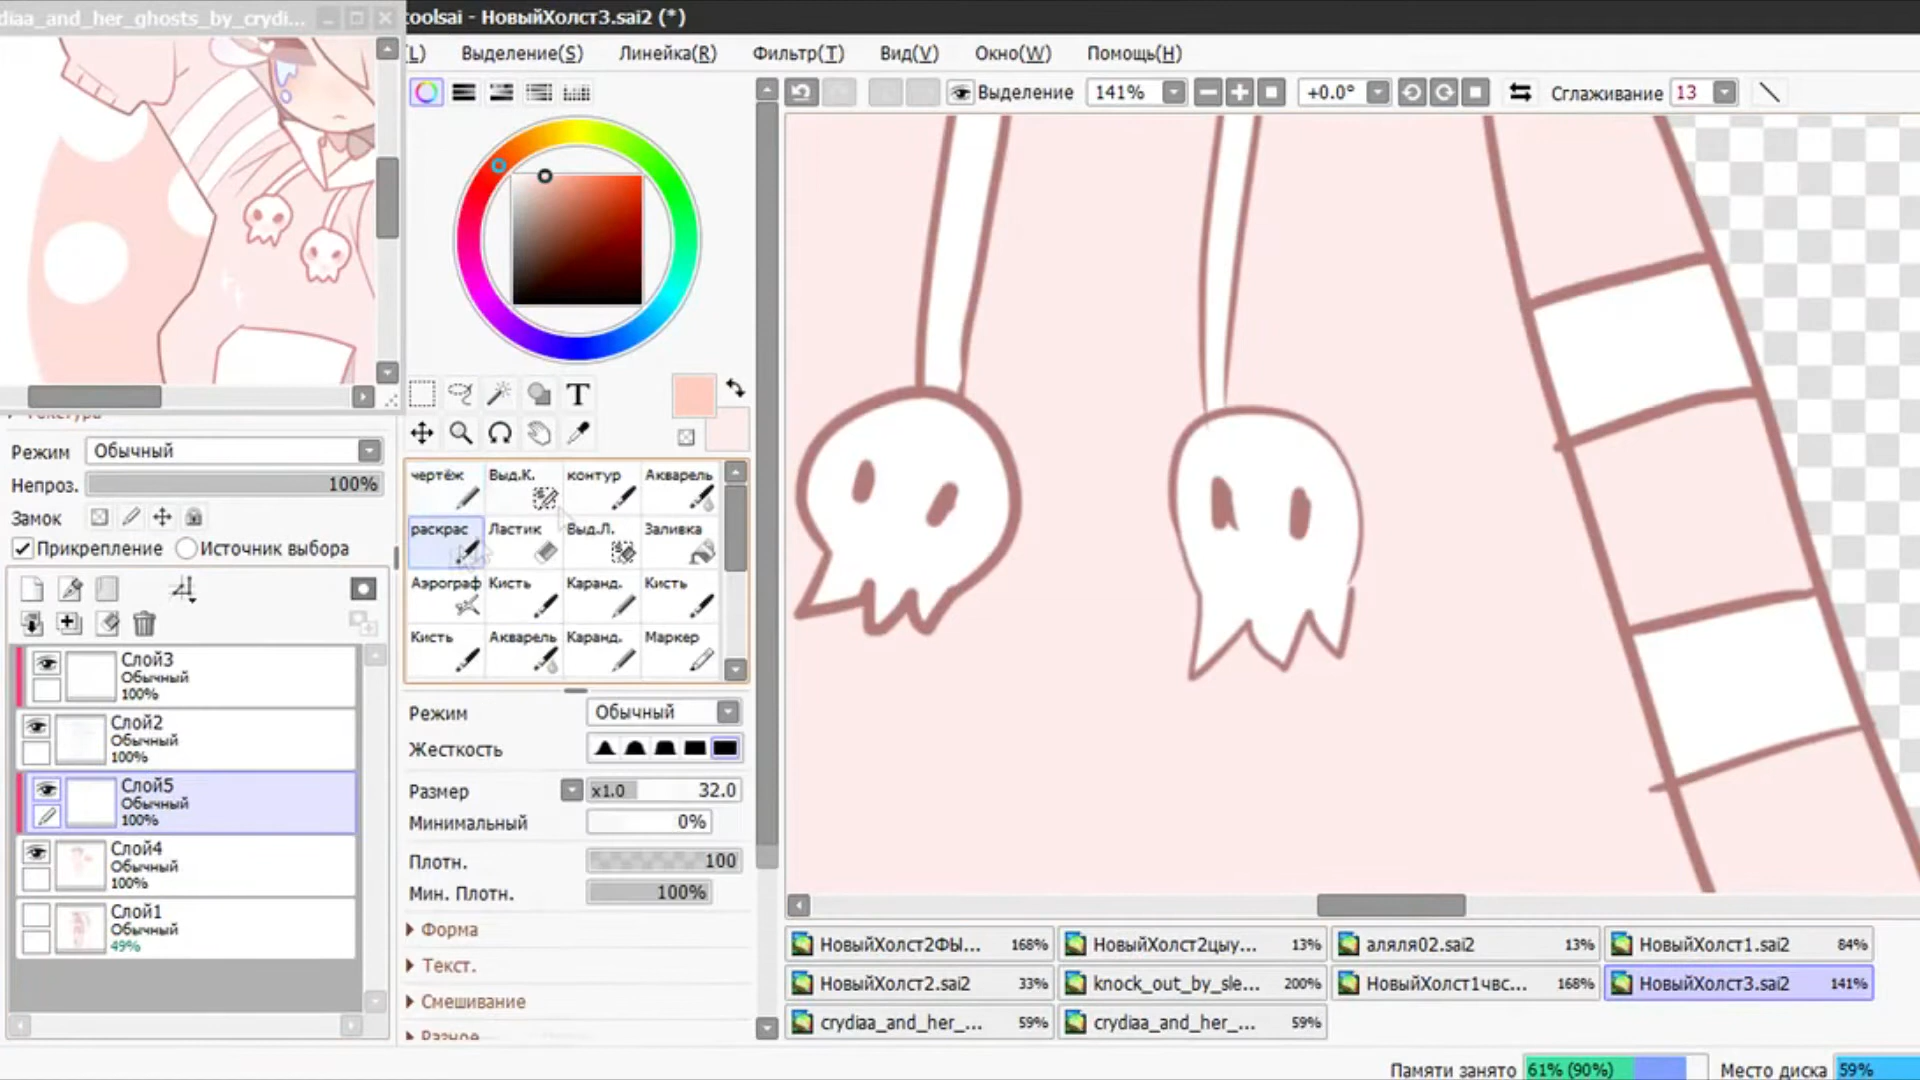 diaa_and_her_ghosts_by_crydi...
toolsai - НовыйХолст3.sai2 (*)
(L) Выделение(S) Линейка(R) Фильтр(T) Вид(V) Окно(W) Помощь(H)
Выделение 141% +0.0° Сглаживание 13
T
Режим Обычный
Непроз. 100%
Замок
Прикрепление Источник выбора
чертёж Выд.К. контур Акварель
раскрас Ластик Выд.Л. Заливка
Аэрограф Кисть Каранд. Кисть
Кисть Акварель Каранд. Маркер
Слой3
Обычный
100%
Слой2
Обычный
100%
Слой5
Обычный
100%
Слой4
Обычный
100%
Слой1
Обычный
49%
Режим Обычный
Жесткость
Размер x1.0 32.0
Минимальный 0%
Плотн. 100
Мин. Плотн. 100%
Форма
Текст.
Смешивание
Разное
НовыйХолст2ФЫ... 168% НовыйХолст2цыу... 13% аляля02.sai2 13% НовыйХолст1.sai2 84%
НовыйХолст2.sai2 33% knock_out_by_sle... 200% НовыйХолст1чвс... 168% НовыйХолст3.sai2 141%
crydiaa_and_her_... 59% crydiaa_and_her_... 59%
Памяти занято 61% (90%) Место диска 59%